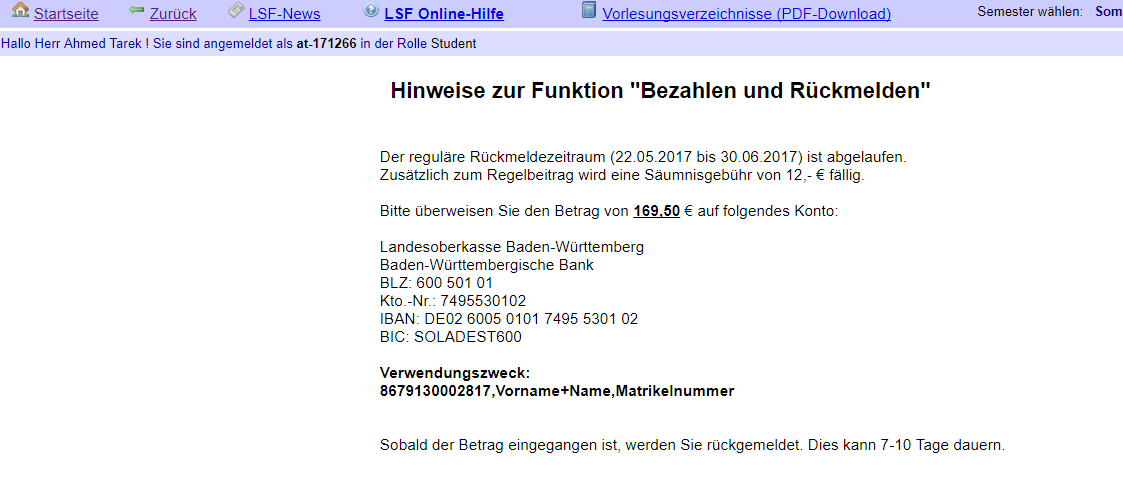 Startseite Zurück LSF-News LSF Online-Hilfe Vorlesungsverzeichnisse (PDF-Download) Semester wählen: Som
Hallo Herr Ahmed Tarek ! Sie sind angemeldet als at-171266 in der Rolle Student
Hinweise zur Funktion "Bezahlen und Rückmelden"
Der reguläre Rückmeldezeitraum (22.05.2017 bis 30.06.2017) ist abgelaufen.
Zusätzlich zum Regelbeitrag wird eine Säumnisgebühr von 12,- € fällig.
Bitte überweisen Sie den Betrag von 169,50 € auf folgendes Konto:
Landesoberkasse Baden-Württemberg
Baden-Württembergische Bank
BLZ: 600 501 01
Kto.-Nr.: 7495530102
IBAN: DE02 6005 0101 7495 5301 02
BIC: SOLADEST600
Verwendungszweck:
8679130002817,Vorname+Name,Matrikelnummer
Sobald der Betrag eingegangen ist, werden Sie rückgemeldet. Dies kann 7-10 Tage dauern.